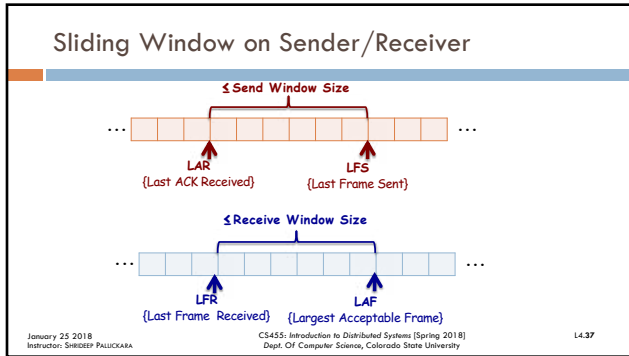 Sliding Window on Sender/Receiver
≤ Send Window Size
... ...
LAR LFS
{Last ACK Received} {Last Frame Sent}
≤ Receive Window Size
... ...
LFR LAF
{Last Frame Received} {Largest Acceptable Frame}
January 25 2018 CS455: Introduction to Distributed Systems [Spring 2018] L4.37
Instructor: SHRIDEEP PALLICKARA Dept. Of Computer Science, Colorado State University